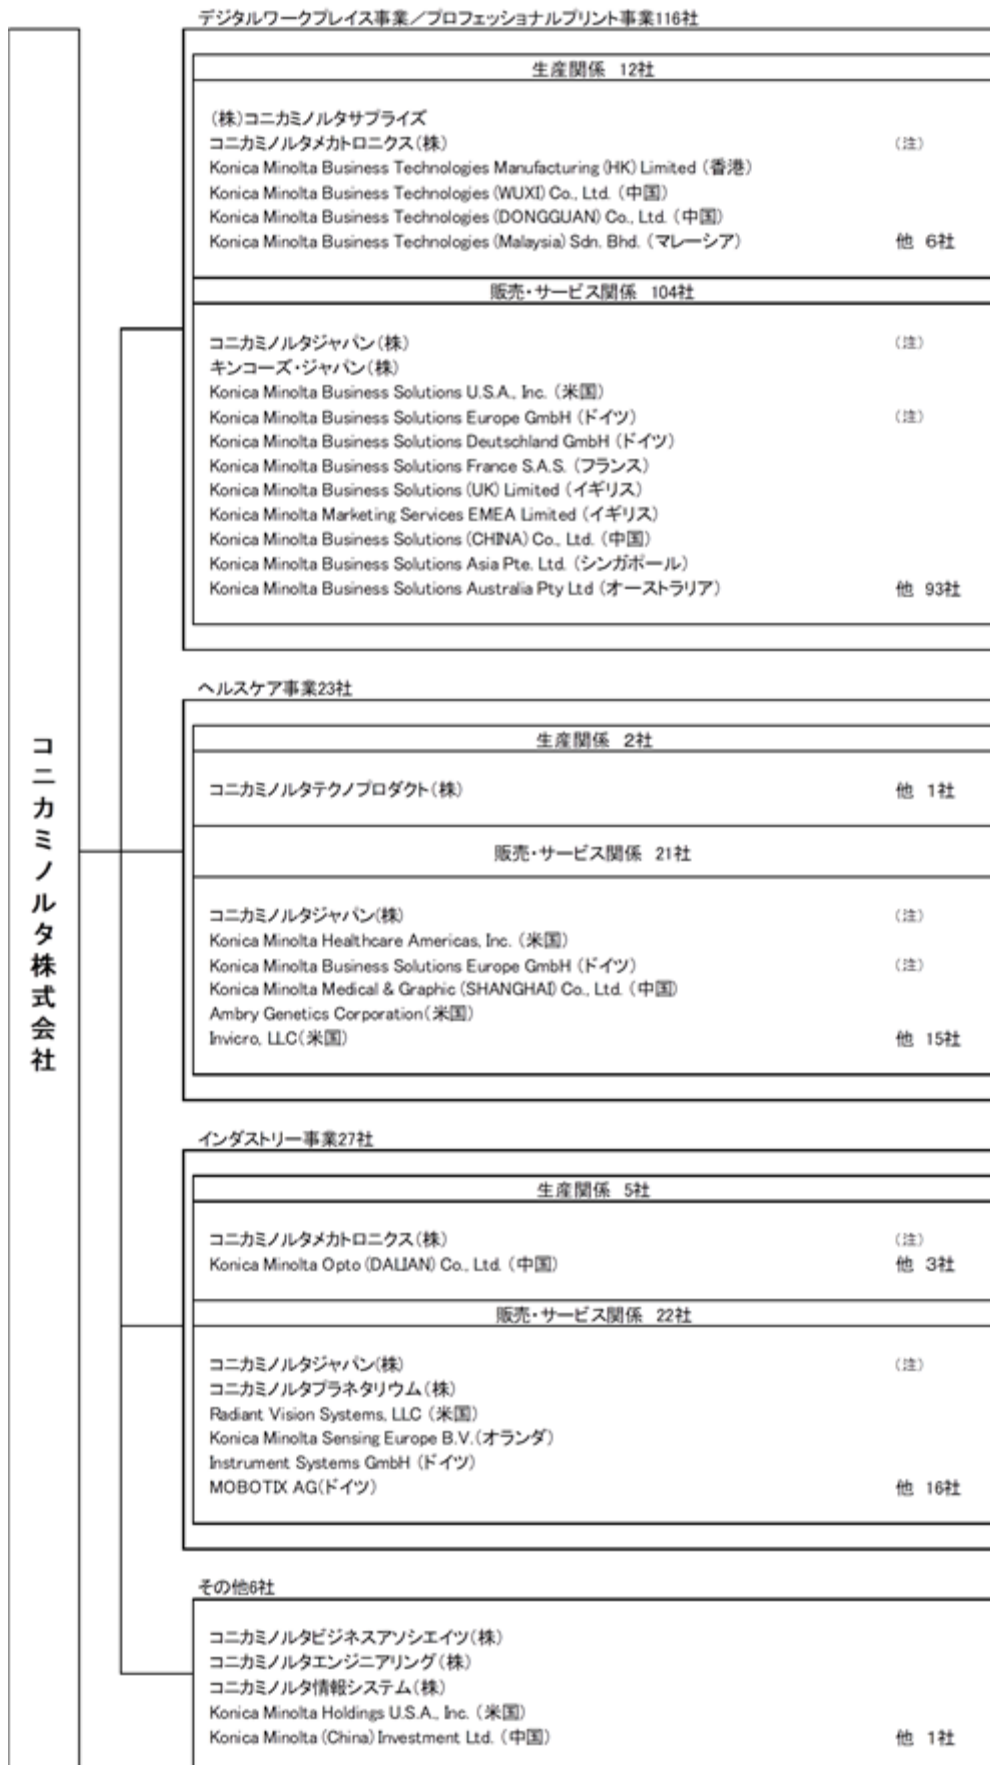 デジタルワークプレイス事業／プロフェッショナルプリント事業116社
生産関係 12社
(株)コニカミノルタサプライズ
コニカミノルタメカトロニクス(株) (注)
Konica Minolta Business Technologies Manufacturing (HK) Limited (香港)
Konica Minolta Business Technologies (WUXI) Co., Ltd. (中国)
Konica Minolta Business Technologies (DONGGUAN) Co., Ltd. (中国)
Konica Minolta Business Technologies (Malaysia) Sdn. Bhd. (マレーシア) 他 6社
販売・サービス関係 104社
コニカミノルタジャパン(株) (注)
キンコーズ・ジャパン(株)
Konica Minolta Business Solutions U.S.A., Inc. (米国)
Konica Minolta Business Solutions Europe GmbH (ドイツ) (注)
Konica Minolta Business Solutions Deutschland GmbH (ドイツ)
Konica Minolta Business Solutions France S.A.S. (フランス)
Konica Minolta Business Solutions (UK) Limited (イギリス)
Konica Minolta Marketing Services EMEA Limited (イギリス)
Konica Minolta Business Solutions (CHINA) Co., Ltd. (中国)
Konica Minolta Business Solutions Asia Pte. Ltd. (シンガポール)
Konica Minolta Business Solutions Australia Pty Ltd (オーストラリア) 他 93社
コニカミノルタ株式会社
ヘルスケア事業23社
生産関係 2社
コニカミノルタテクノプロダクト(株) 他 1社
販売・サービス関係 21社
コニカミノルタジャパン(株) (注)
Konica Minolta Healthcare Americas, Inc. (米国)
Konica Minolta Business Solutions Europe GmbH (ドイツ) (注)
Konica Minolta Medical & Graphic (SHANGHAI) Co., Ltd. (中国)
Ambry Genetics Corporation(米国)
Invicro, LLC(米国) 他 15社
インダストリー事業27社
生産関係 5社
コニカミノルタメカトロニクス(株) (注)
Konica Minolta Opto (DALIAN) Co., Ltd. (中国) 他 3社
販売・サービス関係 22社
コニカミノルタジャパン(株) (注)
コニカミノルタプラネタリウム(株)
Radiant Vision Systems, LLC (米国)
Konica Minolta Sensing Europe B.V.(オランダ)
Instrument Systems GmbH (ドイツ)
MOBOTIX AG(ドイツ) 他 16社
その他6社
コニカミノルタビジネスアソシエイツ(株)
コニカミノルタエンジニアリング(株)
コニカミノルタ情報システム(株)
Konica Minolta Holdings U.S.A., Inc. (米国)
Konica Minolta (China) Investment Ltd. (中国) 他 1社